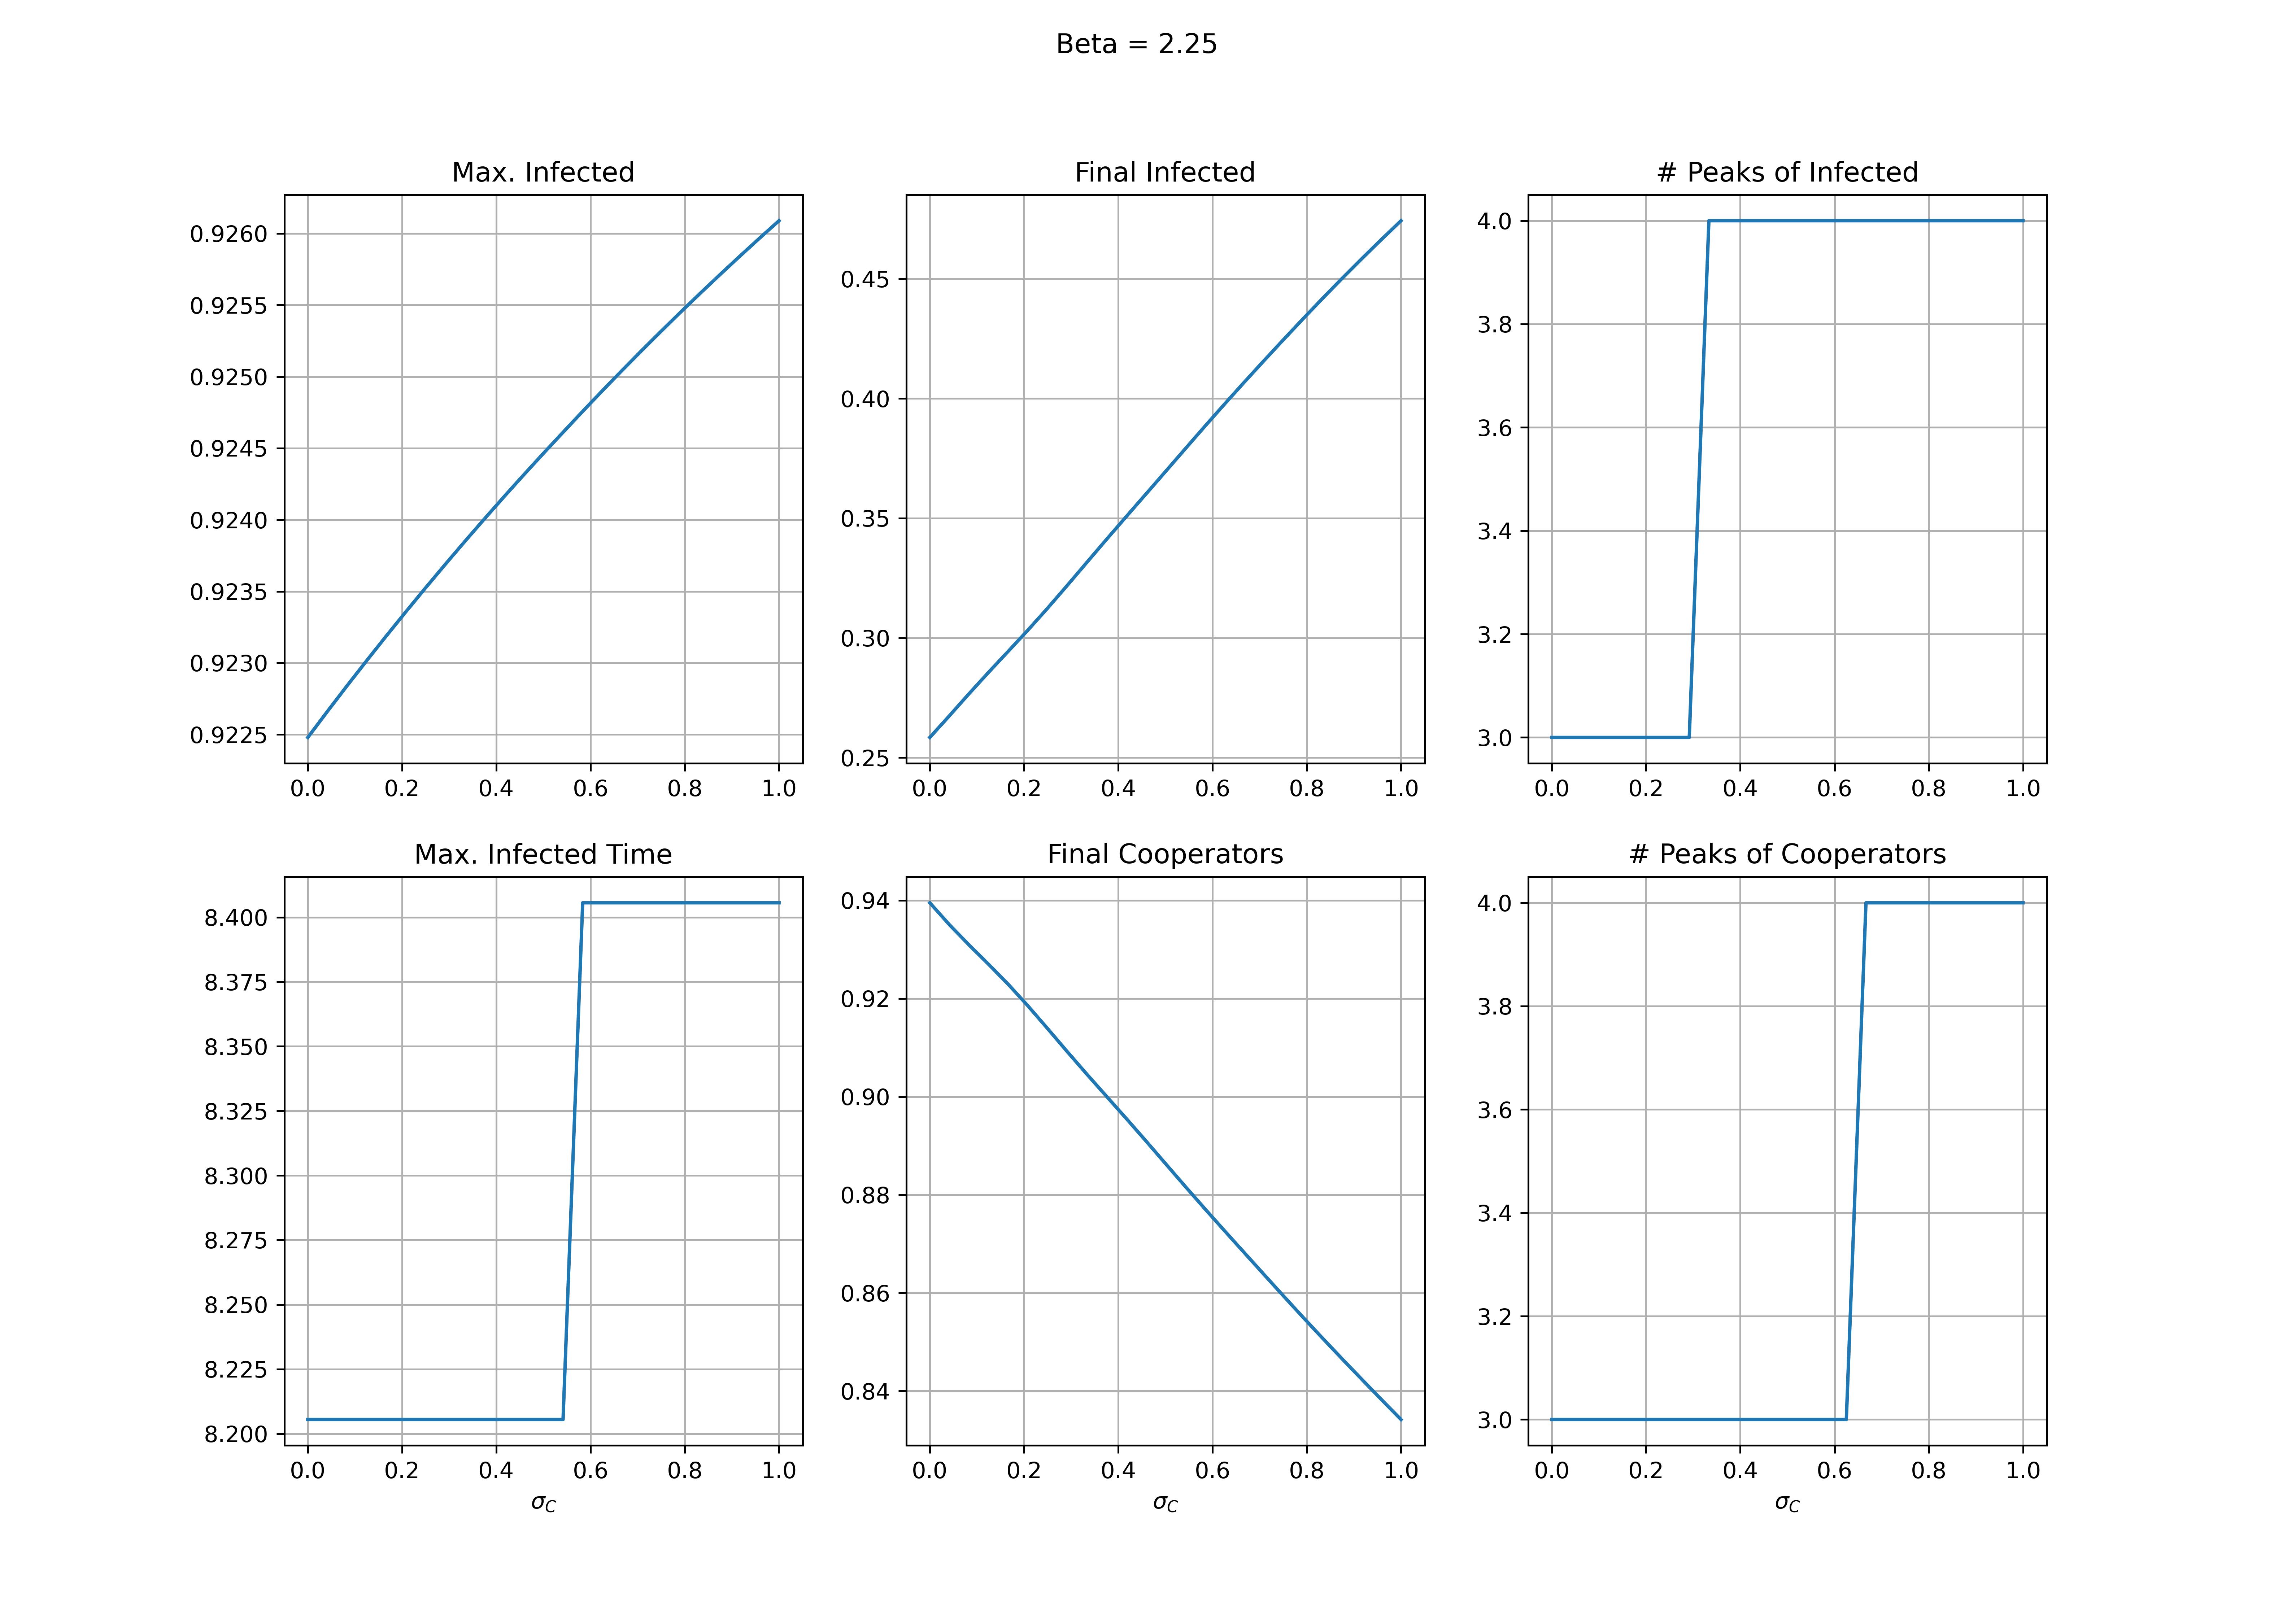 Beta = 2.25
Max. Infected
0.9260
0.9255
0.9250
0.9245
0.9240
0.9235
0.9230
0.9225
0.0 0.2 0.4 0.6 0.8 1.0
Final Infected
0.45
0.40
0.35
0.30
0.25
0.0 0.2 0.4 0.6 0.8 1.0
# Peaks of Infected
4.0
3.8
3.6
3.4
3.2
3.0
0.0 0.2 0.4 0.6 0.8 1.0
Max. Infected Time
8.400
8.375
8.350
8.325
8.300
8.275
8.250
8.225
8.200
0.0 0.2 0.4 0.6 0.8 1.0
σC
Final Cooperators
0.94
0.92
0.90
0.88
0.86
0.84
0.0 0.2 0.4 0.6 0.8 1.0
σC
# Peaks of Cooperators
4.0
3.8
3.6
3.4
3.2
3.0
0.0 0.2 0.4 0.6 0.8 1.0
σC